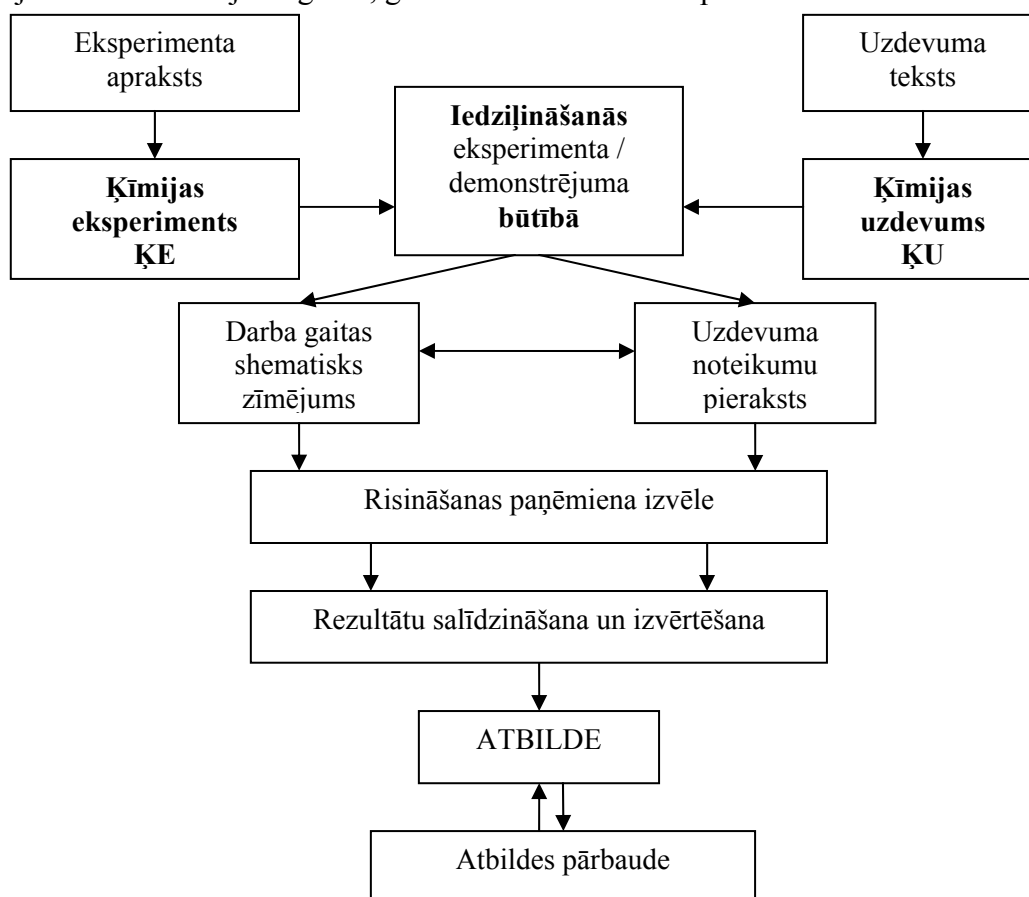 Eksperimenta
apraksts
Uzdevuma
teksts
Iedziļināšanās
eksperimenta /
demonstrējuma
būtībā
Ķīmijas
eksperiments
ĶE
Ķīmijas
uzdevums
ĶU
Darba gaitas
shematisks
zīmējums
Uzdevuma
noteikumu
pieraksts
Risināšanas paņēmiena izvēle
Rezultātu salīdzināšana un izvērtēšana
ATBILDE
Atbildes pārbaude